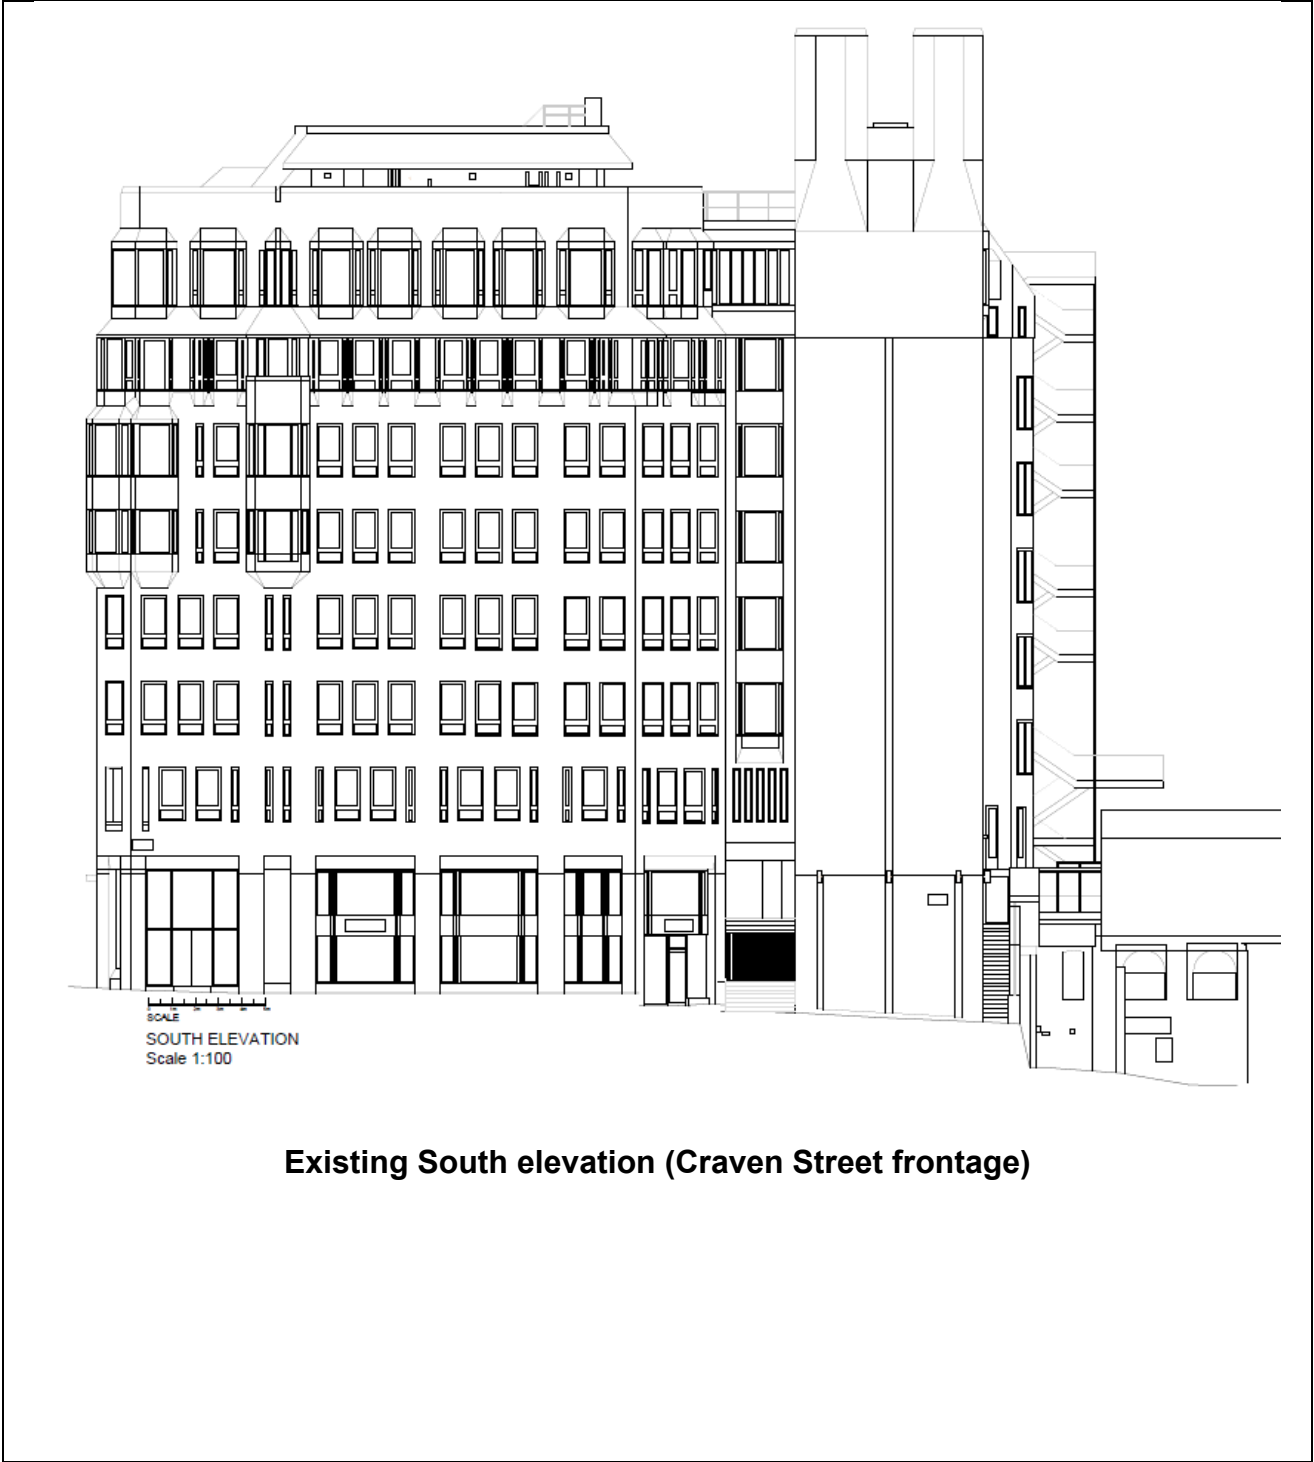 SCALE
SOUTH ELEVATION
Scale 1:100
Existing South elevation (Craven Street frontage)